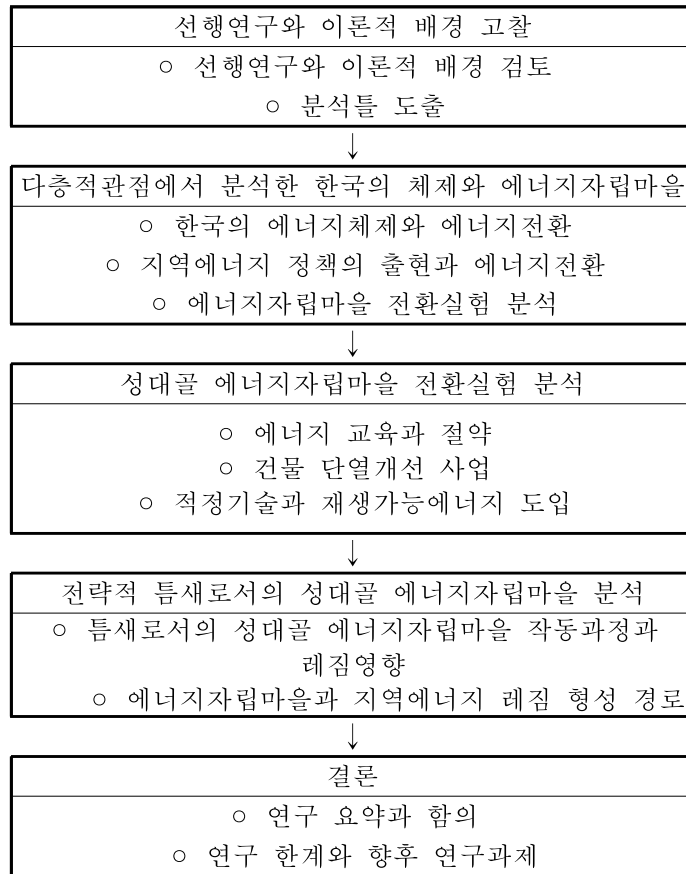 선행연구와 이론적 배경 고찰
○ 선행연구와 이론적 배경 검토
○ 분석틀 도출
↓
다층적관점에서 분석한 한국의 체제와 에너지자립마을
○ 한국의 에너지체제와 에너지전환
○ 지역에너지 정책의 출현과 에너지전환
○ 에너지자립마을 전환실험 분석
↓
성대골 에너지자립마을 전환실험 분석
○ 에너지 교육과 절약
○ 건물 단열개선 사업
○ 적정기술과 재생가능에너지 도입
↓
전략적 틈새로서의 성대골 에너지자립마을 분석
○ 틈새로서의 성대골 에너지자립마을 작동과정과
레짐영향
○ 에너지자립마을과 지역에너지 레짐 형성 경로
↓
결론
○ 연구 요약과 함의
○ 연구 한계와 향후 연구과제